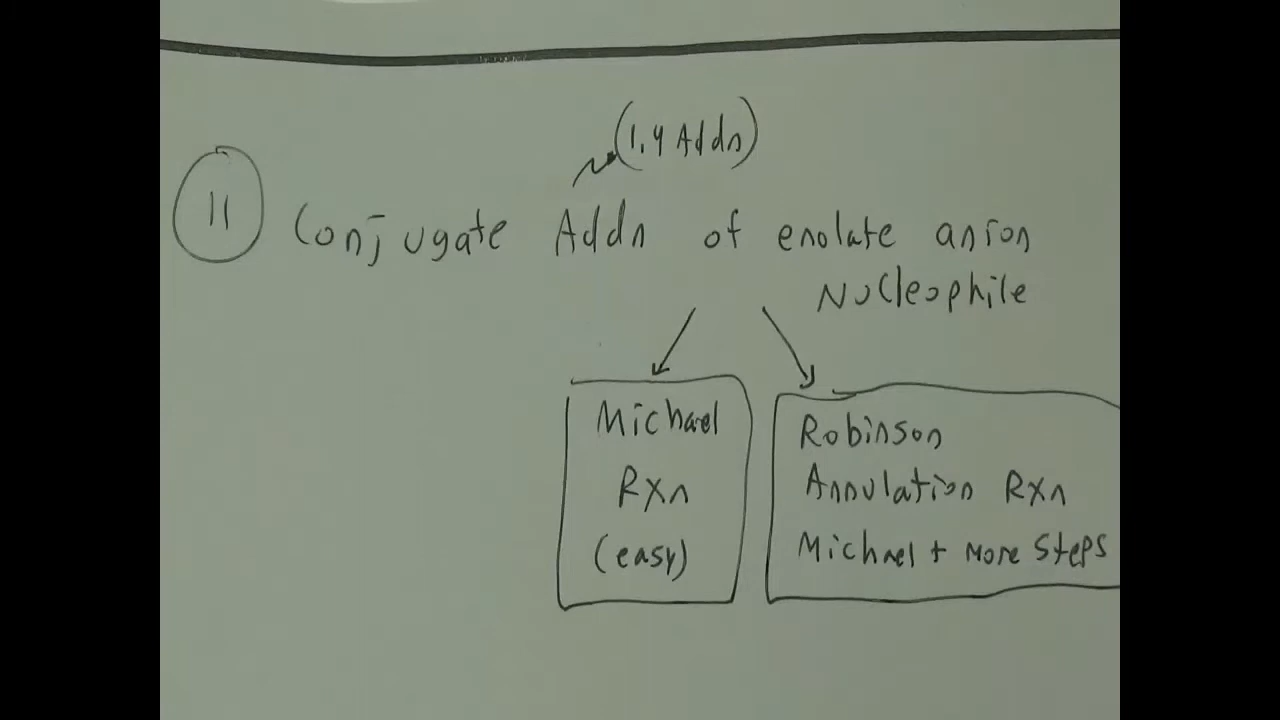 (1,4 Addn)
11 Conjugate Addn of enolate anion
Nucleophile
Michael
Rxn
(easy)
Robinson
Annulation Rxn
Michael + More Steps